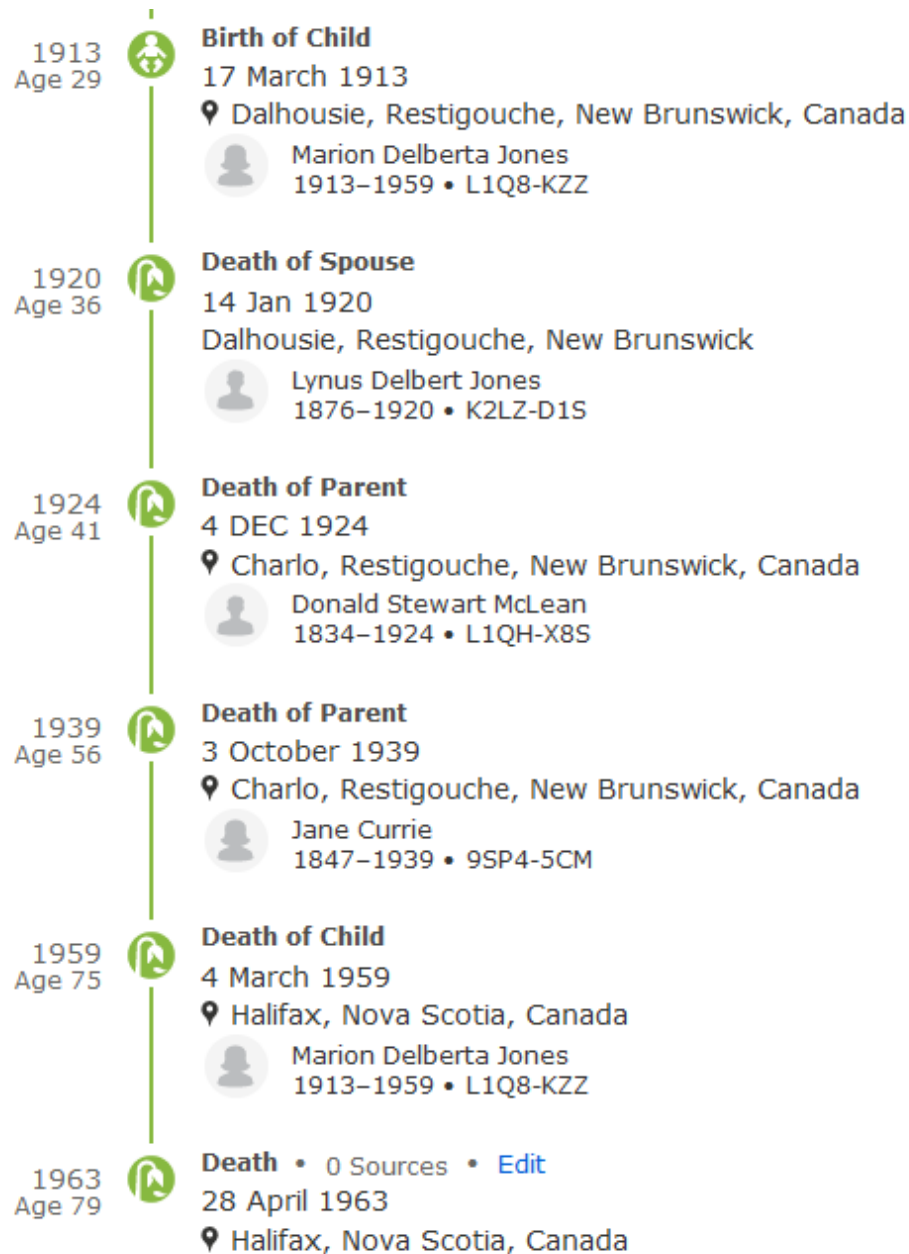 1913
Age 29
Birth of Child
17 March 1913
Dalhousie, Restigouche, New Brunswick, Canada
Marion Delberta Jones
1913–1959 • L1Q8-KZZ
1920
Age 36
Death of Spouse
14 Jan 1920
Dalhousie, Restigouche, New Brunswick
Lynus Delbert Jones
1876–1920 • K2LZ-D1S
1924
Age 41
Death of Parent
4 DEC 1924
Charlo, Restigouche, New Brunswick, Canada
Donald Stewart McLean
1834–1924 • L1QH-X8S
1939
Age 56
Death of Parent
3 October 1939
Charlo, Restigouche, New Brunswick, Canada
Jane Currie
1847–1939 • 9SP4-5CM
1959
Age 75
Death of Child
4 March 1959
Halifax, Nova Scotia, Canada
Marion Delberta Jones
1913–1959 • L1Q8-KZZ
1963
Age 79
Death • 0 Sources • Edit
28 April 1963
Halifax, Nova Scotia, Canada